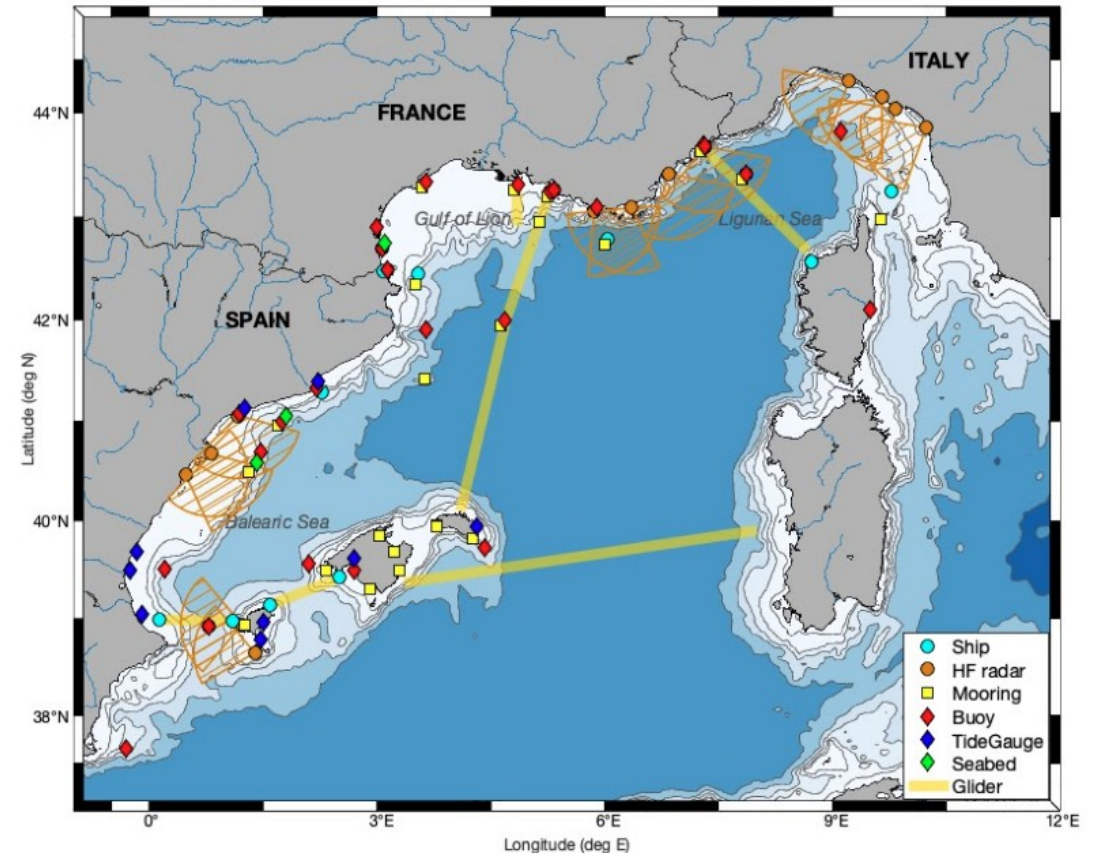 ITALY
44°N
FRANCE
Gulf of Lion
Ligurian Sea
42°N
SPAIN
Latitude (deg N)
40°N
Balearic Sea
38°N
Ship
HF radar
Mooring
Buoy
TideGauge
Seabed
Glider
0°
3°E
6°E
9°E
12°E
Longitude (deg E)